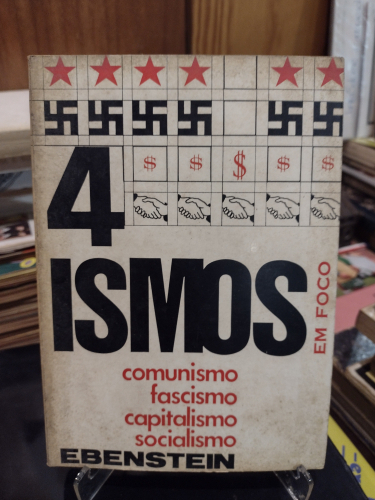 $ $ $ $ $
4
ISMOS
EM FOCO
comunismo
fascismo
capitalismo
socialismo
EBENSTEIN